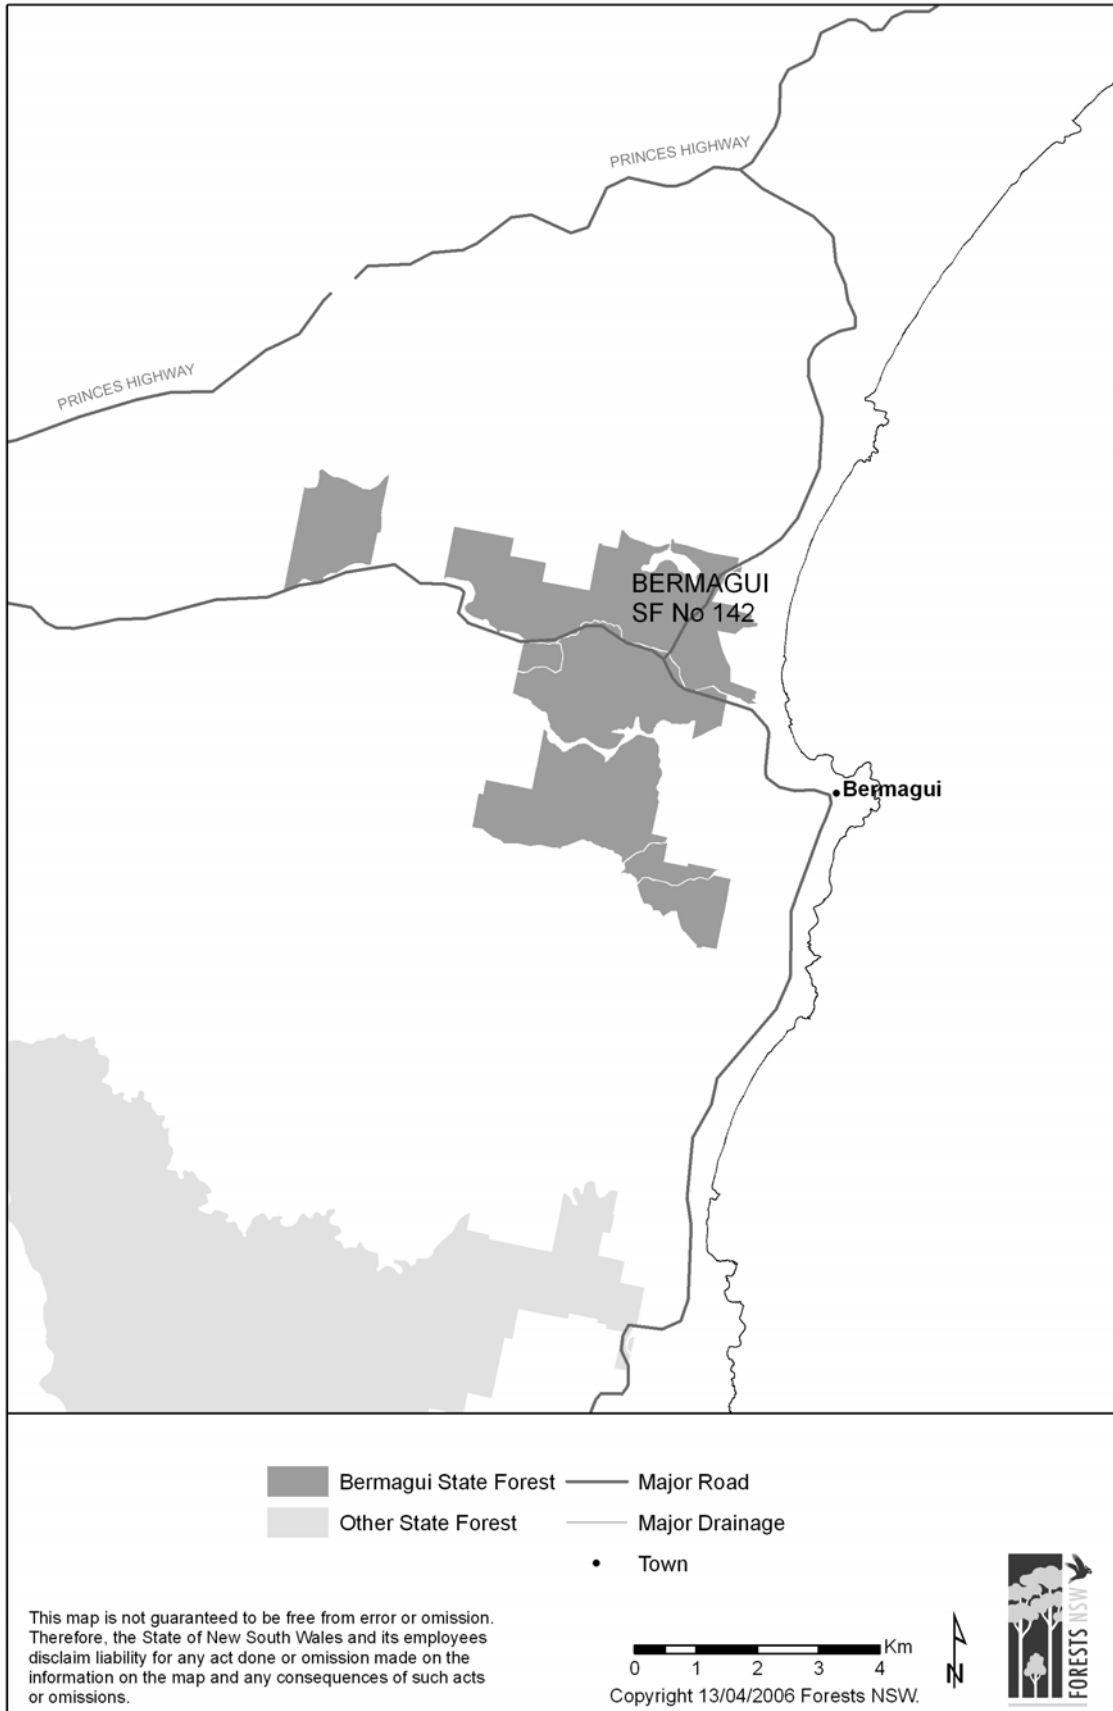 PRINCES HIGHWAY
PRINCES HIGHWAY
BERMAGUI
SF No 142
Bermagui
Bermagui State Forest
Major Road
Other State Forest
Major Drainage
Town
This map is not guaranteed to be free from error or omission.
Therefore, the State of New South Wales and its employees
disclaim liability for any act done or omission made on the
information on the map and any consequences of such acts
or omissions.
Km
0 1 2 3 4
Copyright 13/04/2006 Forests NSW.
N
FORESTS NSW